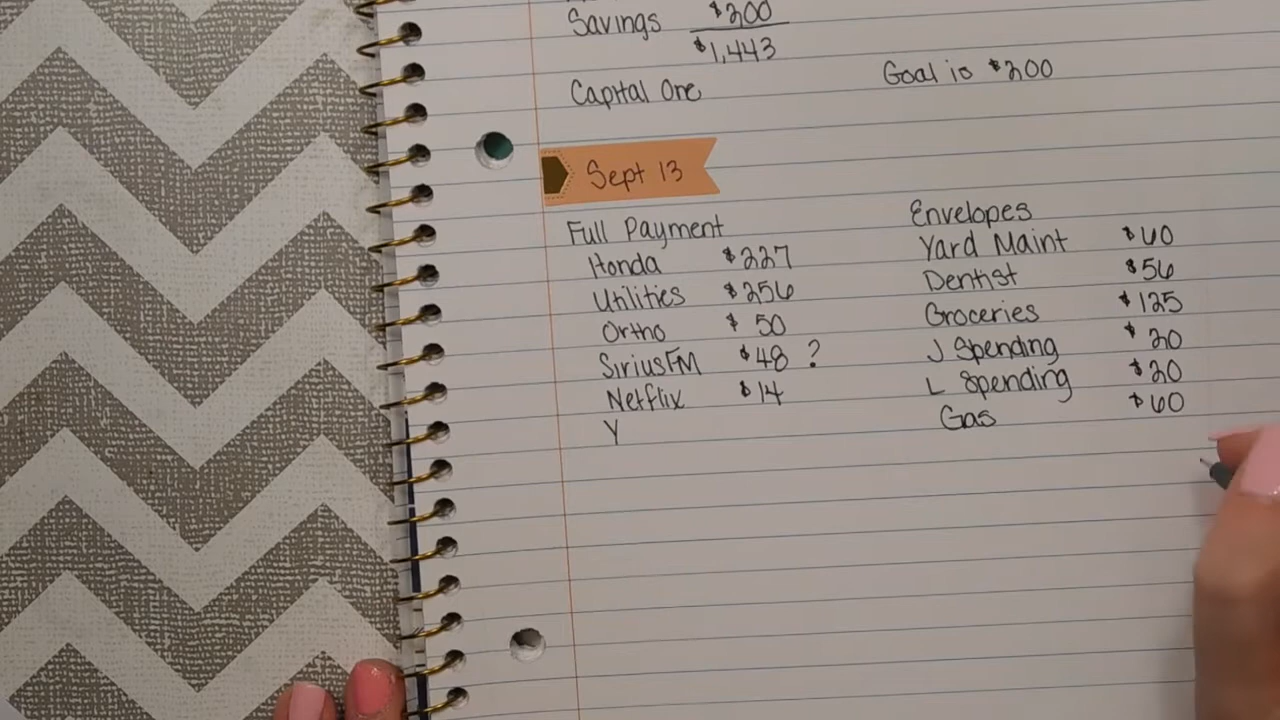 Savings $200
$1,443
Capital One Goal is $200
Sept 13
Full Payment
Honda $227
Utilities $256
Ortho $50
SiriusFM $48 ?
Netflix $14
Y
Envelopes
Yard Maint $60
Dentist $56
Groceries $125
J Spending $20
L Spending $20
Gas $60